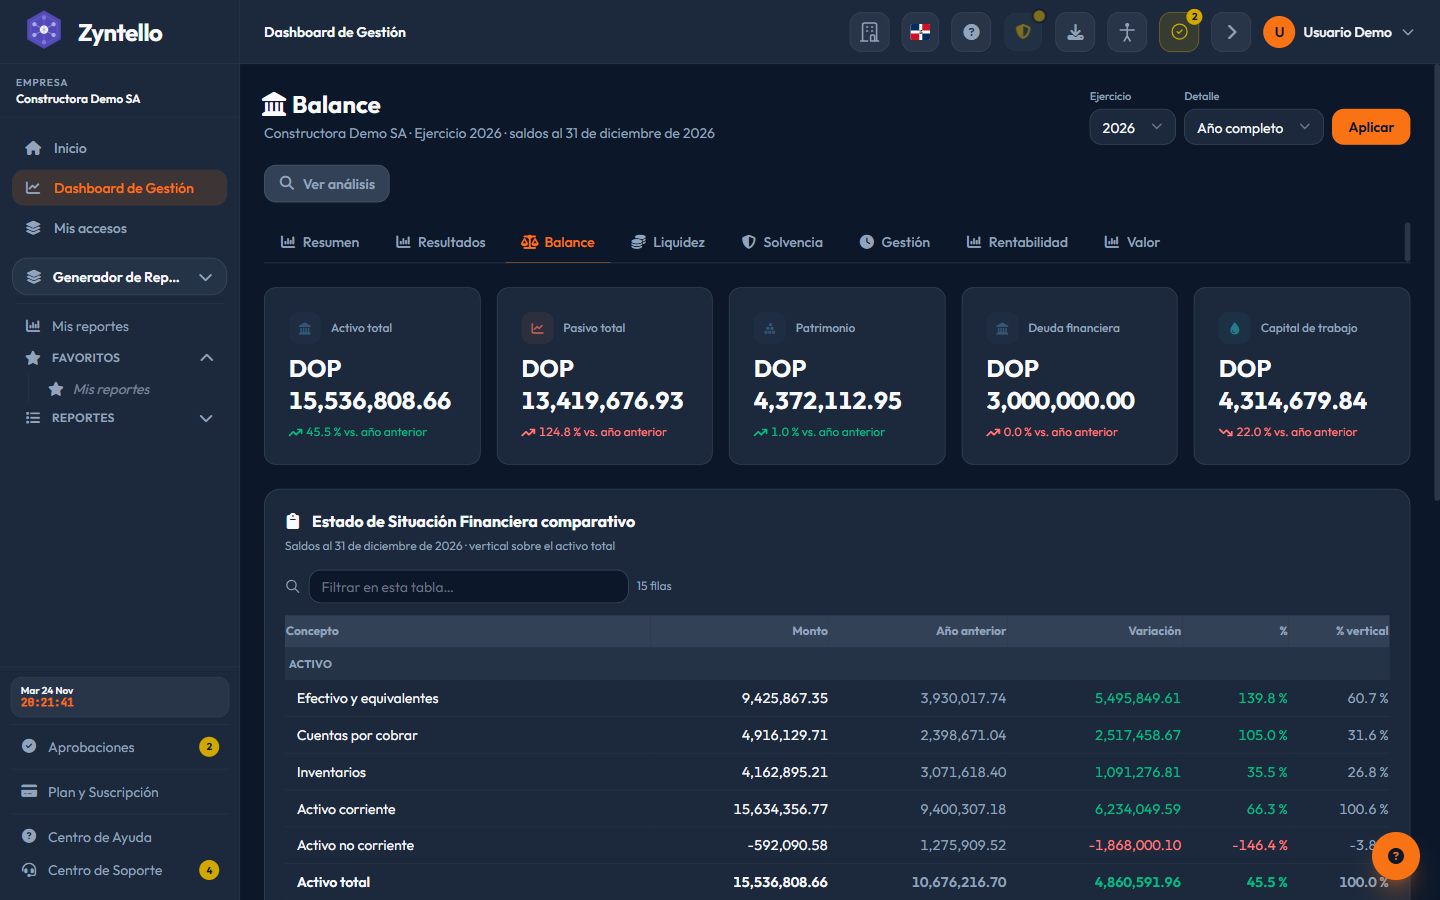 Zyntello
Dashboard de Gestión
2
U
Usuario Demo
EMPRESA
Constructora Demo SA
Inicio
Dashboard de Gestión
Mis accesos
Generador de Rep...
Mis reportes
FAVORITOS
Mis reportes
REPORTES
Mar 24 Nov
20:21:41
Aprobaciones
2
Plan y Suscripción
Centro de Ayuda
Centro de Soporte
4
Balance
Constructora Demo SA · Ejercicio 2026 · saldos al 31 de diciembre de 2026
Ejercicio
Detalle
2026
Año completo
Aplicar
Ver análisis
Resumen
Resultados
Balance
Liquidez
Solvencia
Gestión
Rentabilidad
Valor
Activo total
DOP
15,536,808.66
45.5 % vs. año anterior
Pasivo total
DOP
13,419,676.93
124.8 % vs. año anterior
Patrimonio
DOP
4,372,112.95
1.0 % vs. año anterior
Deuda financiera
DOP
3,000,000.00
0.0 % vs. año anterior
Capital de trabajo
DOP
4,314,679.84
22.0 % vs. año anterior
Estado de Situación Financiera comparativo
Saldos al 31 de diciembre de 2026 · vertical sobre el activo total
Filtrar en esta tabla...
15 filas
Concepto Monto Año anterior Variación % % vertical
ACTIVO
Efectivo y equivalentes 9,425,867.35 3,930,017.74 5,495,849.61 139.8 % 60.7 %
Cuentas por cobrar 4,916,129.71 2,398,671.04 2,517,458.67 105.0 % 31.6 %
Inventarios 4,162,895.21 3,071,618.40 1,091,276.81 35.5 % 26.8 %
Activo corriente 15,634,356.77 9,400,307.18 6,234,049.59 66.3 % 100.6 %
Activo no corriente -592,090.58 1,275,909.52 -1,868,000.10 -146.4 % -3.8
Activo total 15,536,808.66 10,676,216.70 4,860,591.96 45.5 % 100.0 %